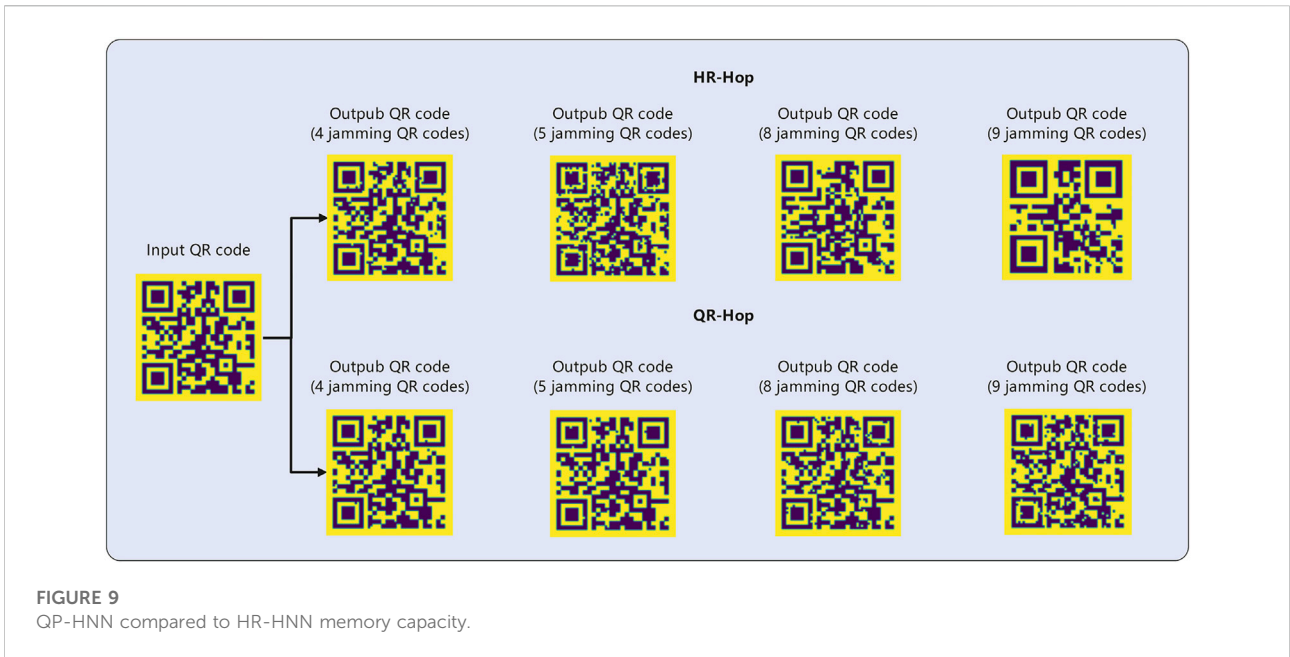 HR-Hop
Outpub QR code
(4 jamming QR codes)
Outpub QR code
(5 jamming QR codes)
Outpub QR code
(8 jamming QR codes)
Outpub QR code
(9 jamming QR codes)
Input QR code
QR-Hop
Outpub QR code
(4 jamming QR codes)
Outpub QR code
(5 jamming QR codes)
Outpub QR code
(8 jamming QR codes)
Outpub QR code
(9 jamming QR codes)
FIGURE 9
QP-HNN compared to HR-HNN memory capacity.